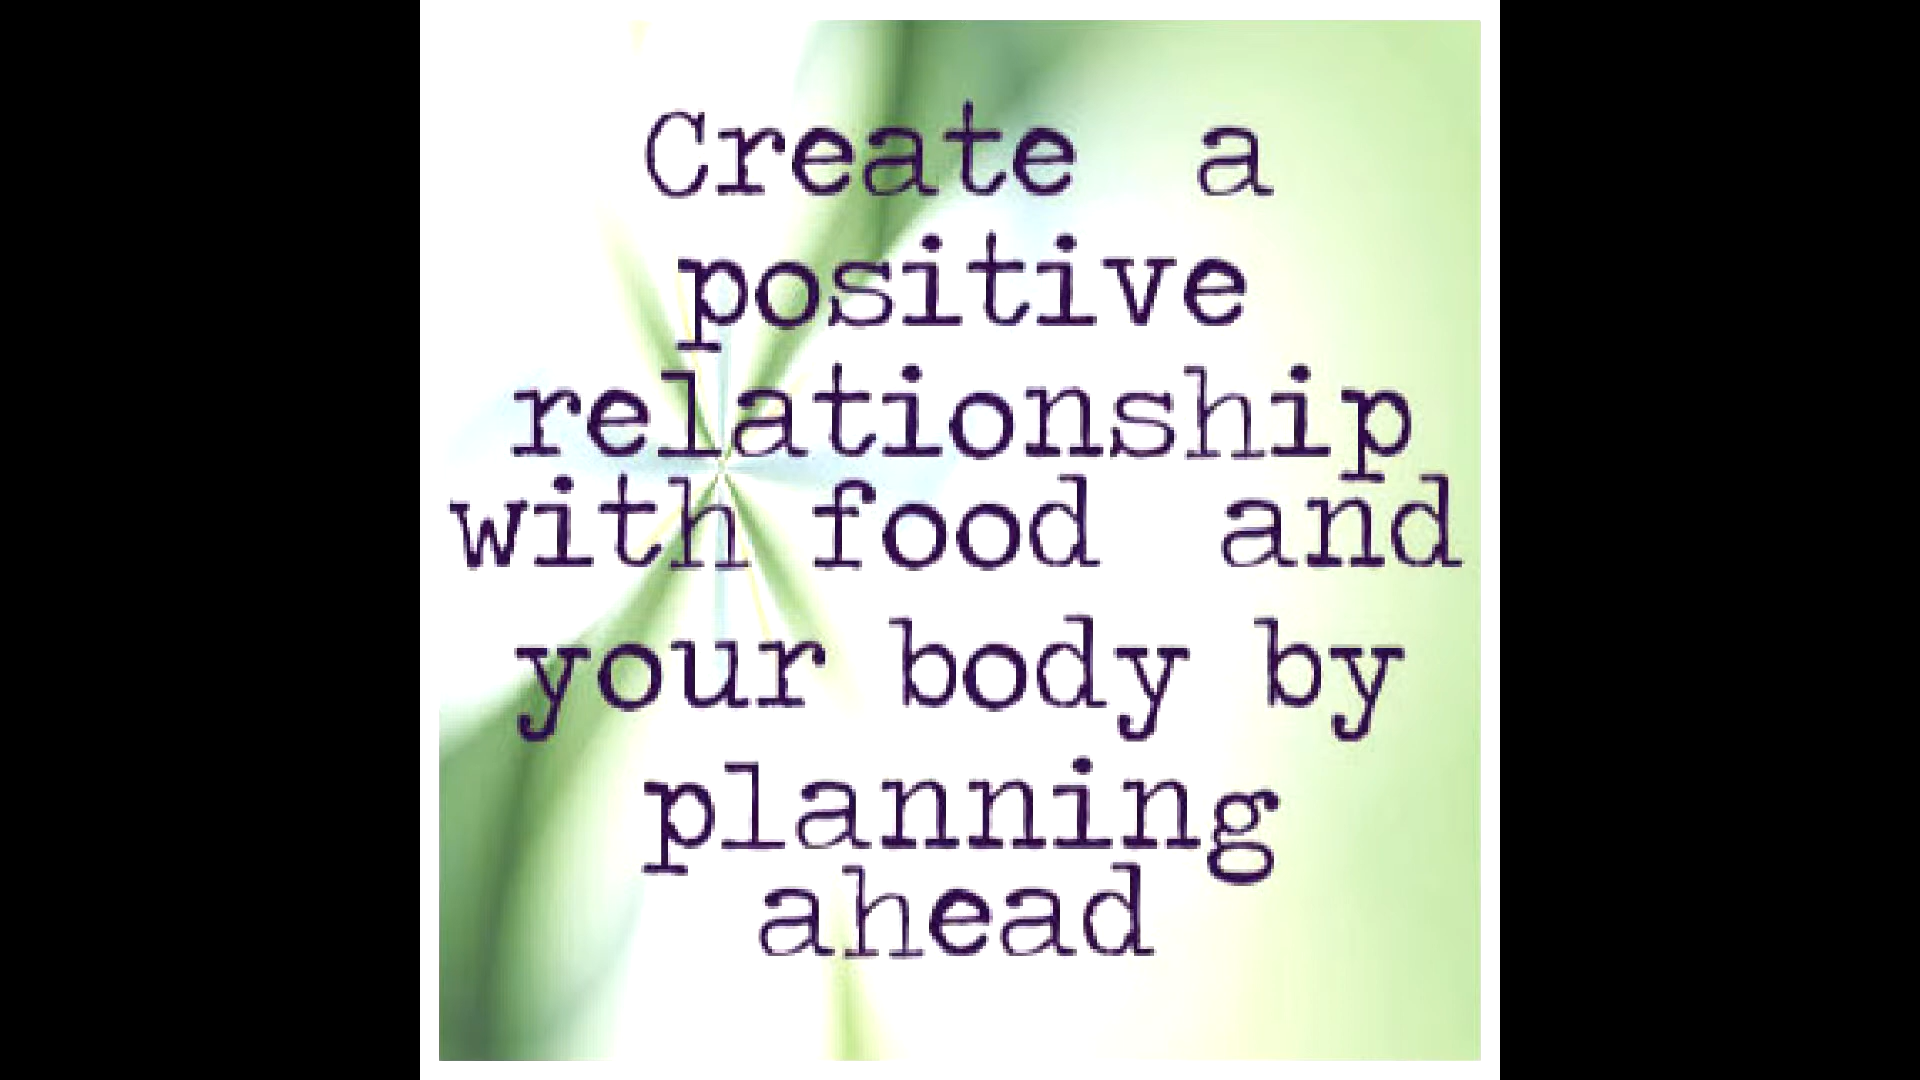 Create a
positive
relationship
with food and
your body by
planning
ahead